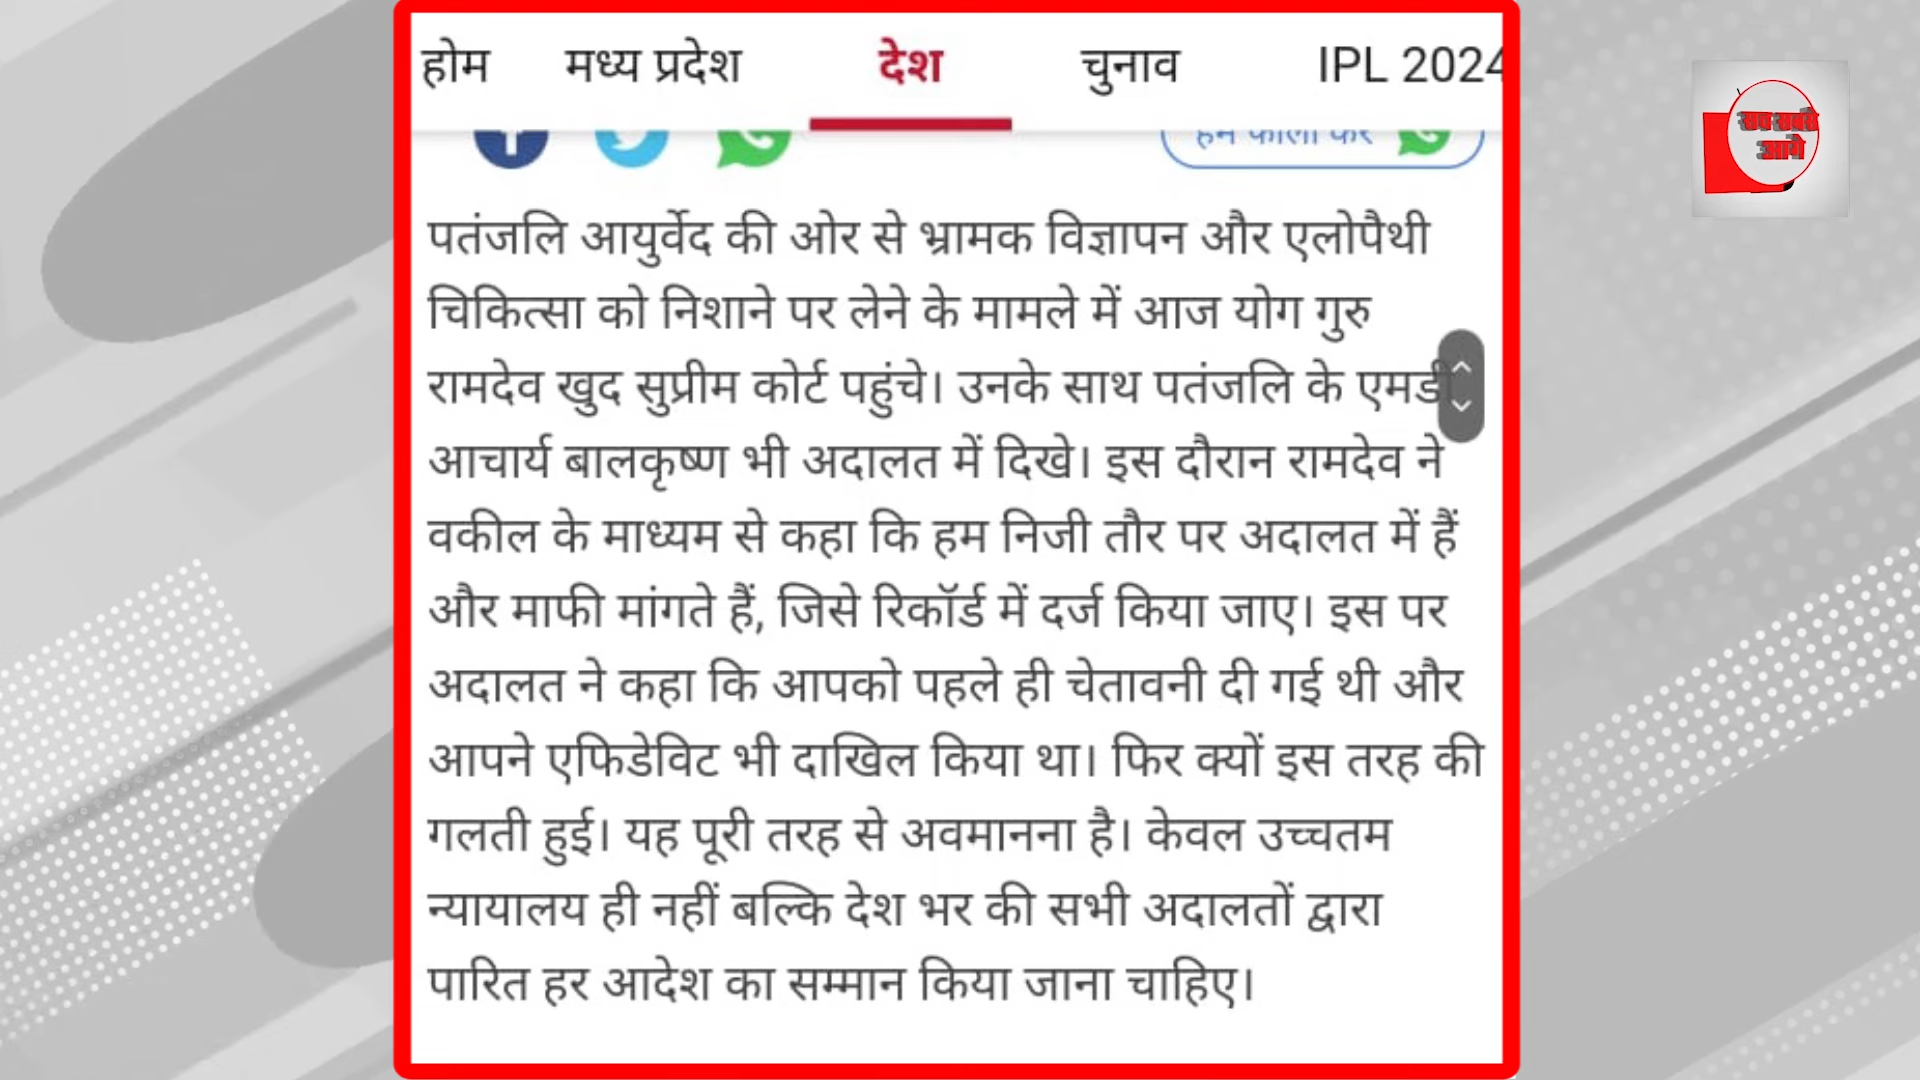 होम मध्य प्रदेश देश चुनाव IPL 2024
हमें फॉलो करें
पतंजलि आयुर्वेद की ओर से भ्रामक विज्ञापन और एलोपैथी
चिकित्सा को निशाने पर लेने के मामले में आज योग गुरु
रामदेव खुद सुप्रीम कोर्ट पहुंचे। उनके साथ पतंजलि के एमडी
आचार्य बालकृष्ण भी अदालत में दिखे। इस दौरान रामदेव ने
वकील के माध्यम से कहा कि हम निजी तौर पर अदालत में हैं
और माफी मांगते हैं, जिसे रिकॉर्ड में दर्ज किया जाए। इस पर
अदालत ने कहा कि आपको पहले ही चेतावनी दी गई थी और
आपने एफिडेविट भी दाखिल किया था। फिर क्यों इस तरह की
गलती हुई। यह पूरी तरह से अवमानना है। केवल उच्चतम
न्यायालय ही नहीं बल्कि देश भर की सभी अदालतों द्वारा
पारित हर आदेश का सम्मान किया जाना चाहिए।
आगे